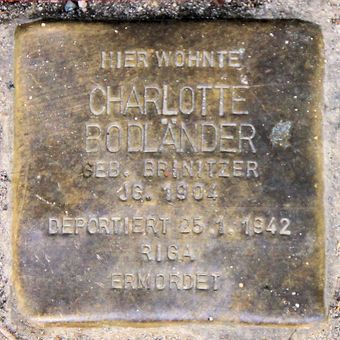 HIER WOHNTE
CHARLOTTE
BODLÄNDER
GEB. BRINITZER
JG. 1904
DEPORTIERT 25.1.1942
RIGA
ERMORDET